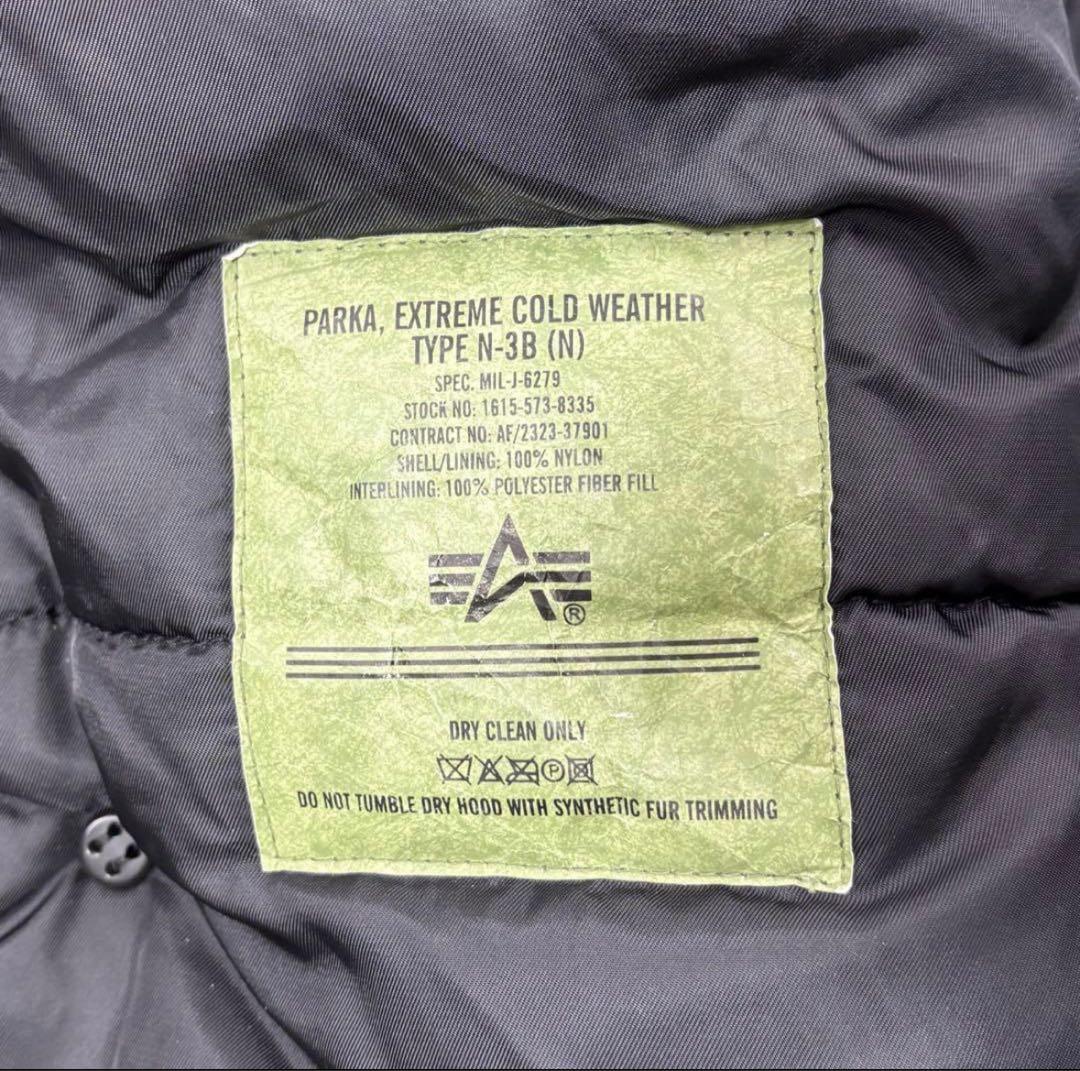 PARKA, EXTREME COLD WEATHER
TYPE N-3B (N)
SPEC. MIL-J-6279
STOCK NO: 1615-573-8335
CONTRACT NO: AF/2323-37901
SHELL/LINING: 100% NYLON
INTERLINING: 100% POLYESTER FIBER FILL
®
DRY CLEAN ONLY
P
DO NOT TUMBLE DRY HOOD WITH SYNTHETIC FUR TRIMMING